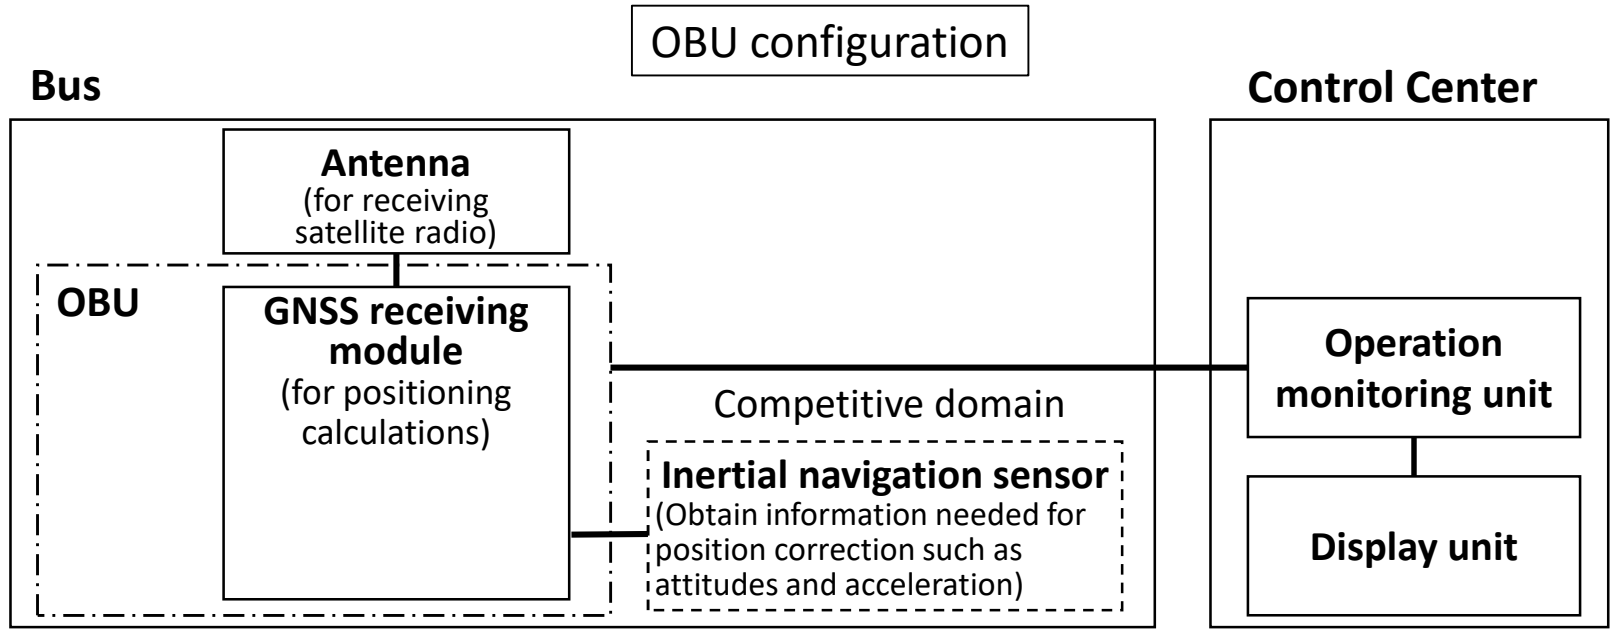 OBU configuration
Bus
Control Center
Antenna
(for receiving
satellite radio)
OBU
GNSS receiving
module
(for positioning
calculations)
Competitive domain
Inertial navigation sensor
(Obtain information needed for
position correction such as
attitudes and acceleration)
Operation
monitoring unit
Display unit